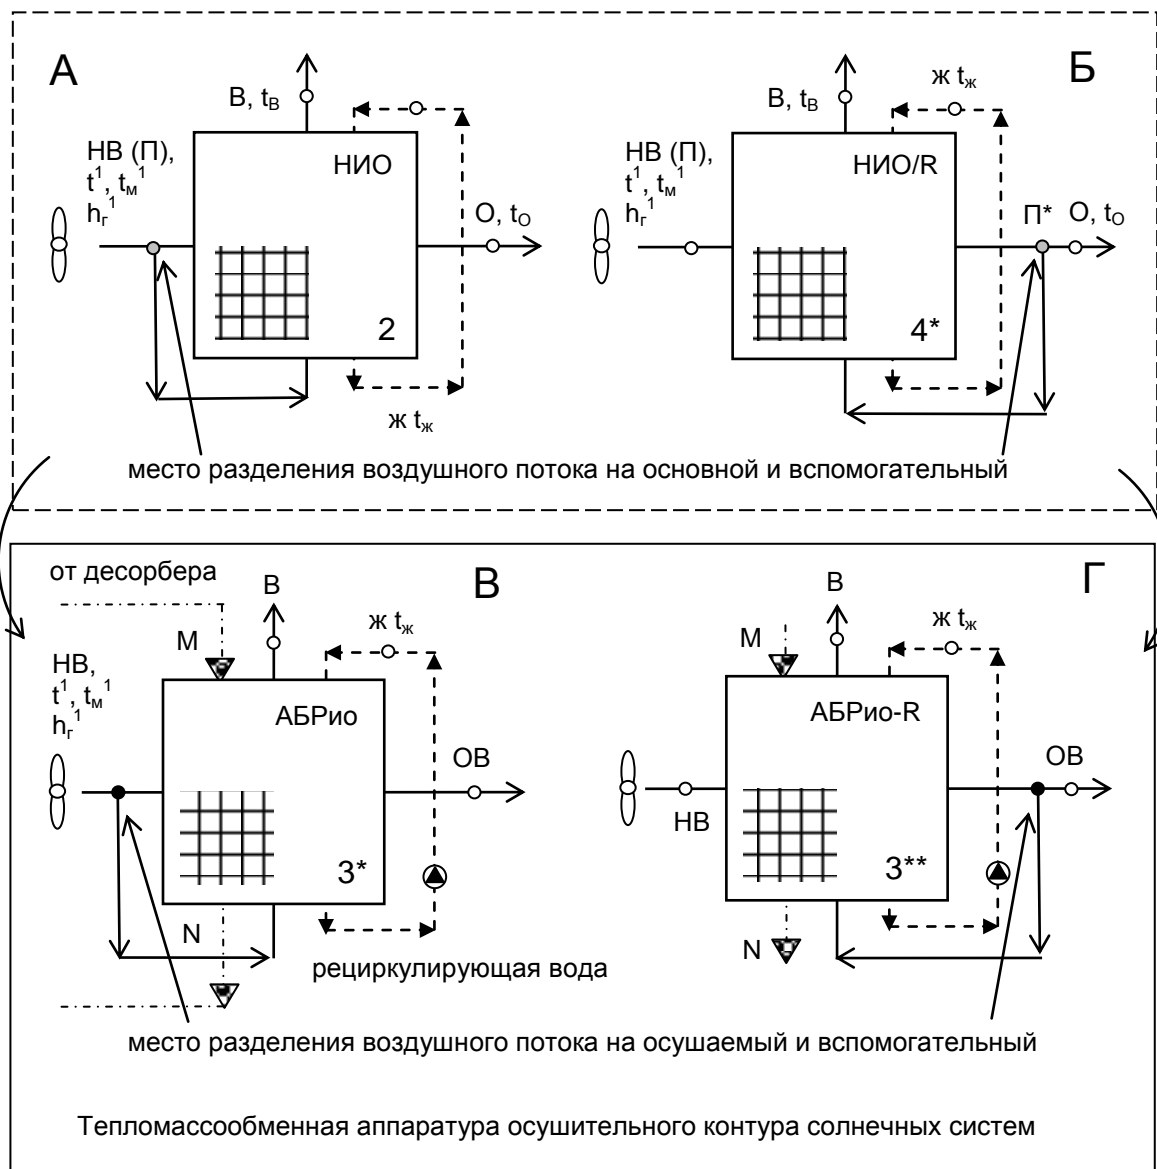 А
В, tВ
НИО
НВ (П),
t¹, tм¹
hг¹
О, tО
2
ж tж
Б
ж tж
В, tВ
НИО/R
НВ (П),
t¹, tм¹
hг¹
П* О, tО
4*
место разделения воздушного потока на основной и вспомогательный
от десорбера
В
В
ж tж
М
НВ,
t¹, tм¹
hг¹
АБРио
ОВ
3*
N
рециркулирующая вода
Г
В
ж tж
М
АБРио-R
ОВ
НВ
3**
N
место разделения воздушного потока на осушаемый и вспомогательный
Тепломассообменная аппаратура осушительного контура солнечных систем